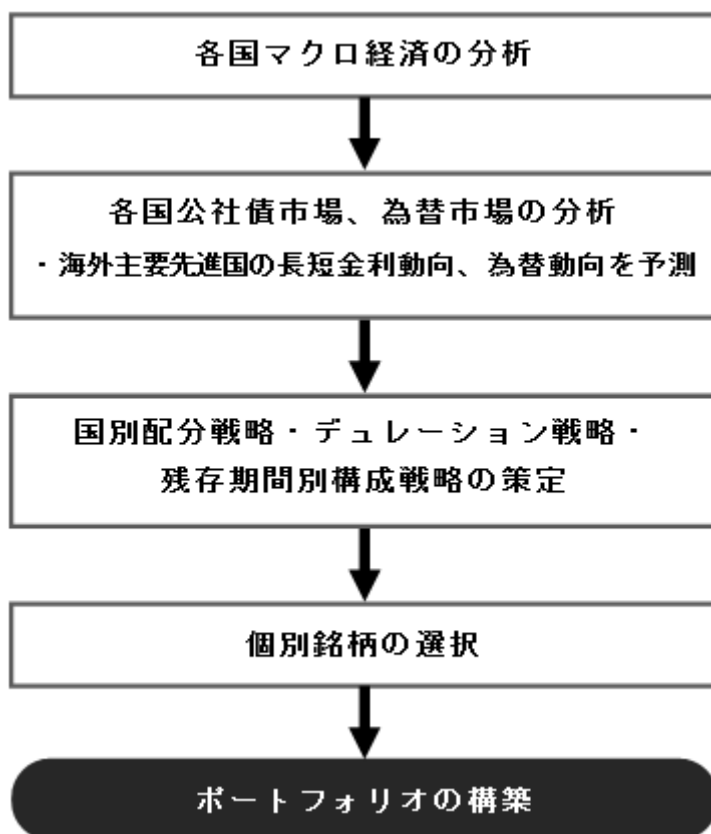 各国マクロ経済の分析
各国公社債市場、為替市場の分析
・海外主要先進国の長短金利動向、為替動向を予測
国別配分戦略・デュレーション戦略・
残存期間別構成戦略の策定
個別銘柄の選択
ポートフォリオの構築